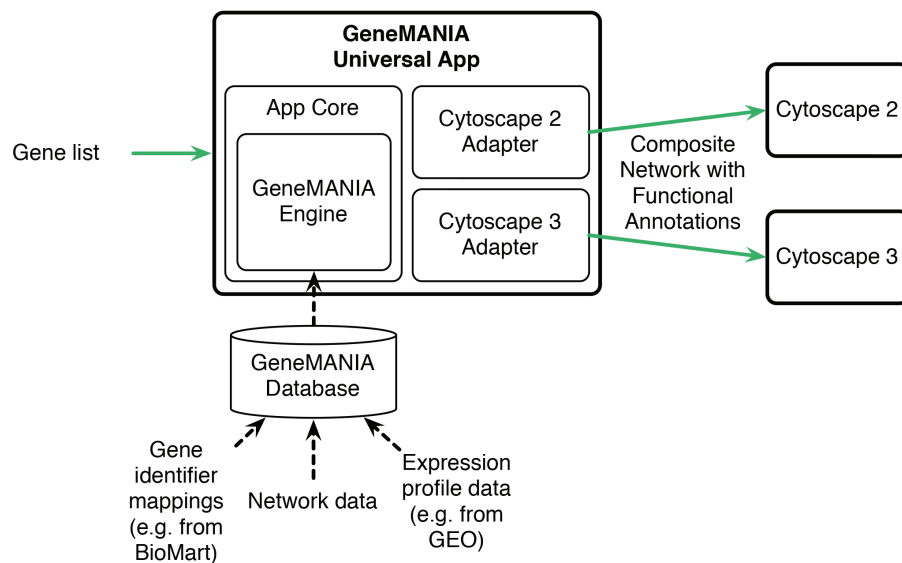 GeneMANIA
Universal App
App Core
GeneMANIA
Engine
Cytoscape 2
Adapter
Cytoscape 3
Adapter
Gene list
Composite
Network with
Functional
Annotations
Cytoscape 2
Cytoscape 3
GeneMANIA
Database
Gene
identifier
mappings
(e.g. from
BioMart)
Network data
Expression
profile data
(e.g. from
GEO)